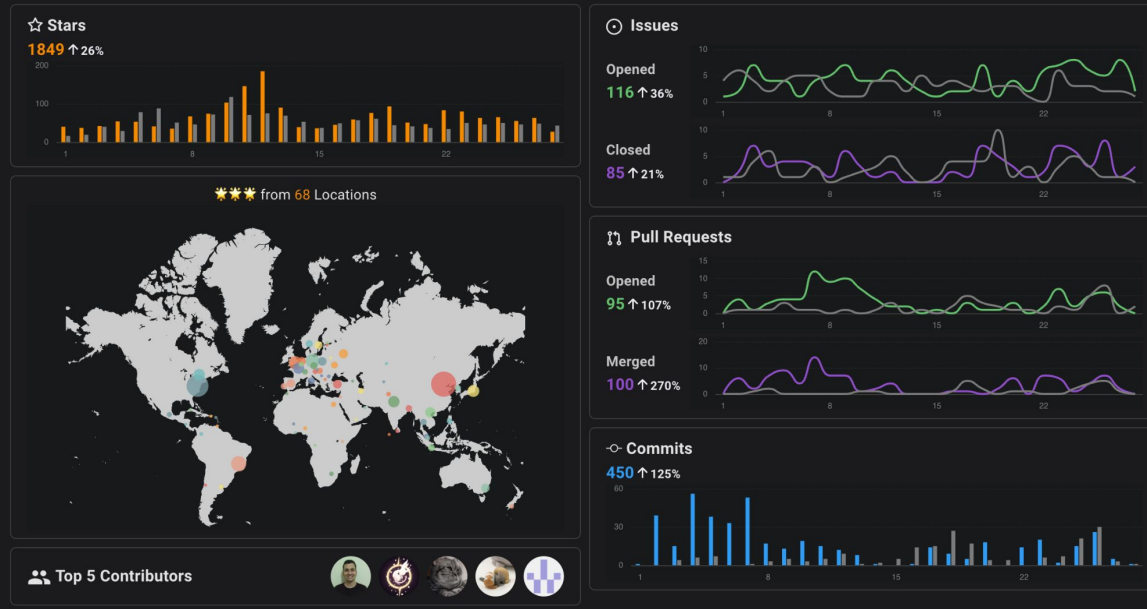 Stars
1849 ↑ 26%
200
100
0
1 8 15 22
🌟🌟🌟 from 68 Locations
Top 5 Contributors
Issues
Opened
116 ↑ 36%
10
5
0
1 8 15 22
Closed
85 ↑ 21%
10
5
0
1 8 15 22
Pull Requests
Opened
95 ↑ 107%
15
10
5
0
1 8 15 22
Merged
100 ↑ 270%
20
10
0
1 8 15 22
Commits
450 ↑ 125%
60
30
0
1 8 15 22